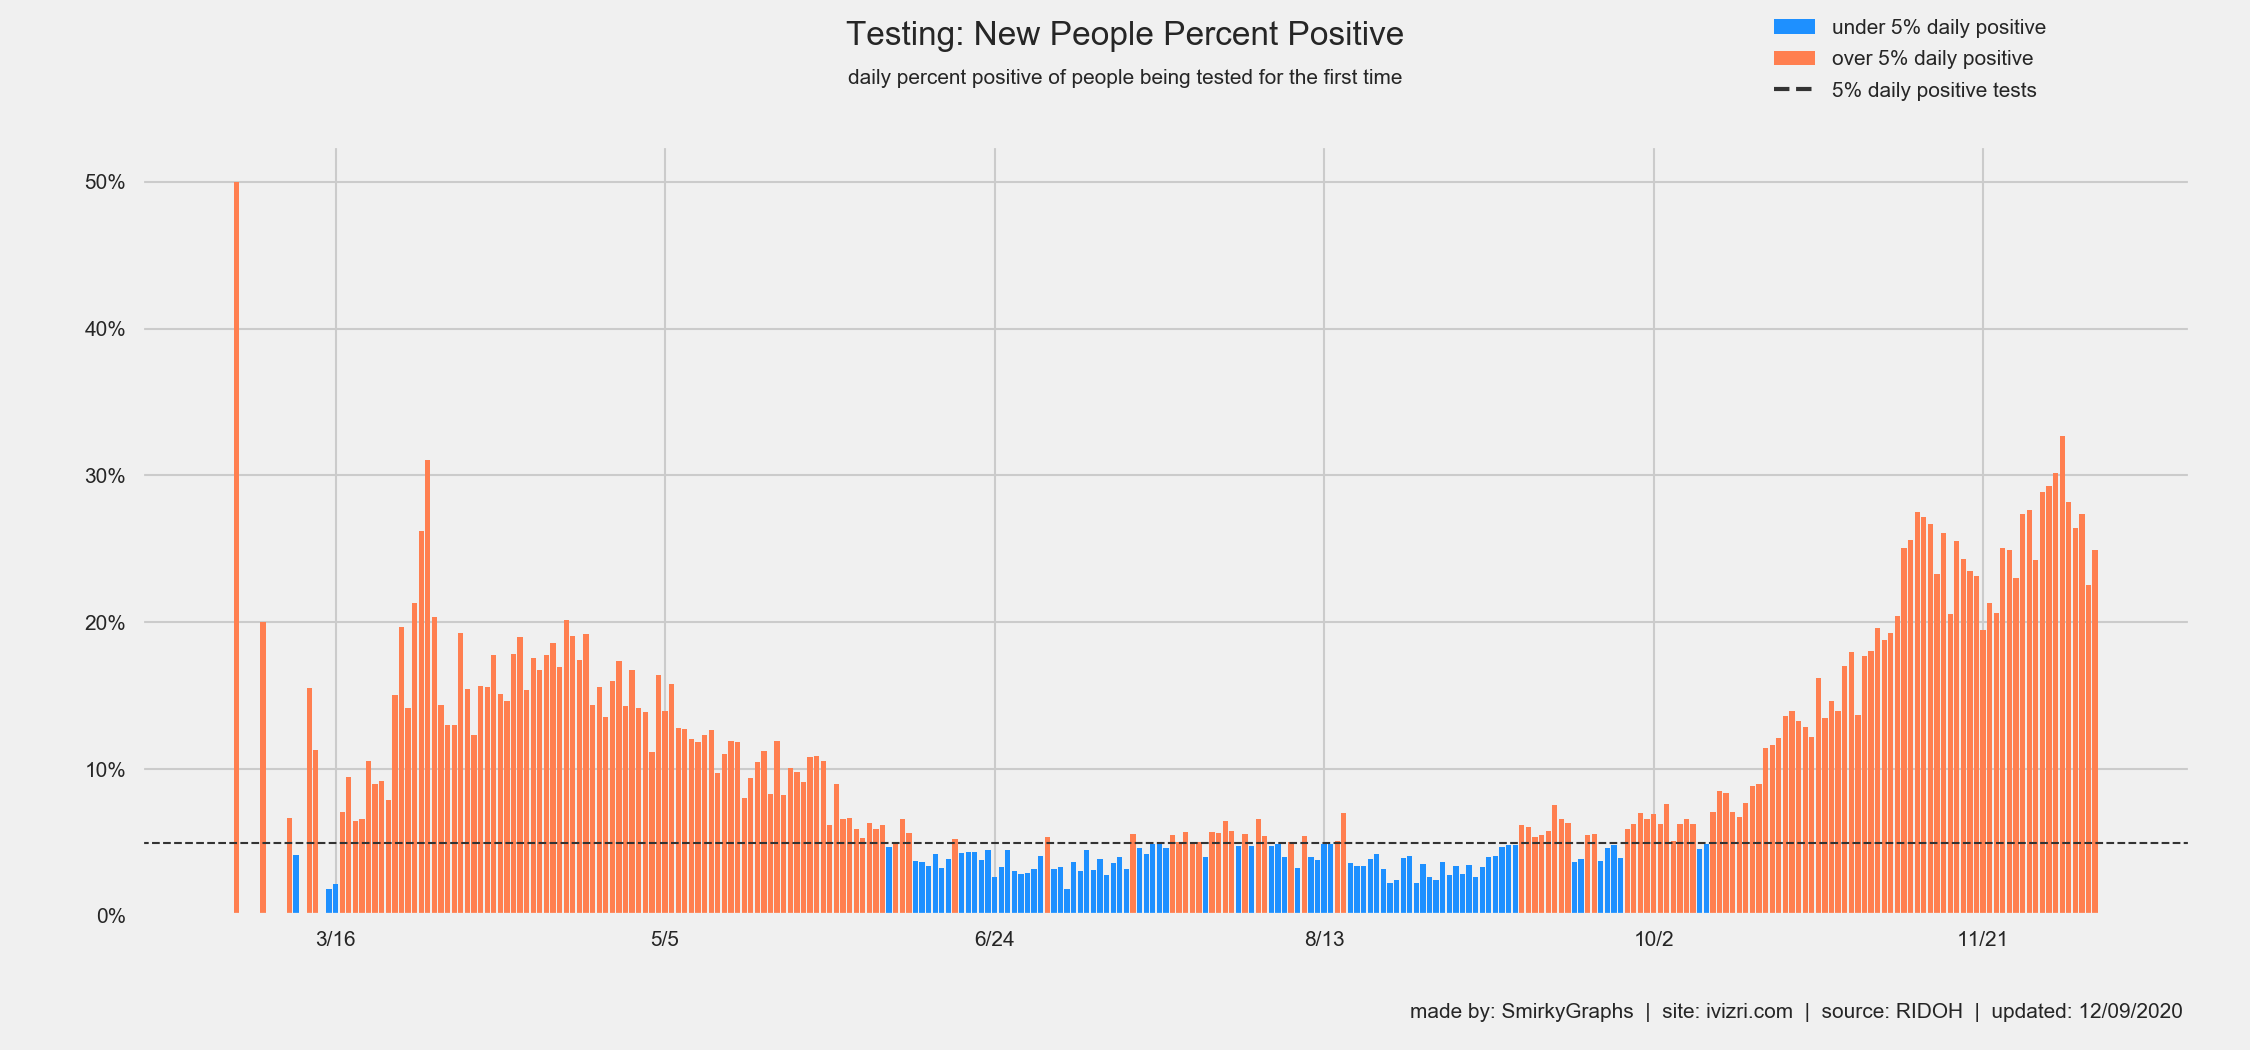 Testing: New People Percent Positive
daily percent positive of people being tested for the first time
under 5% daily positive
over 5% daily positive
5% daily positive tests
50%
40%
30%
20%
10%
0%
3/16 5/5 6/24 8/13 10/2 11/21
made by: SmirkyGraphs | site: ivizri.com | source: RIDOH | updated: 12/09/2020